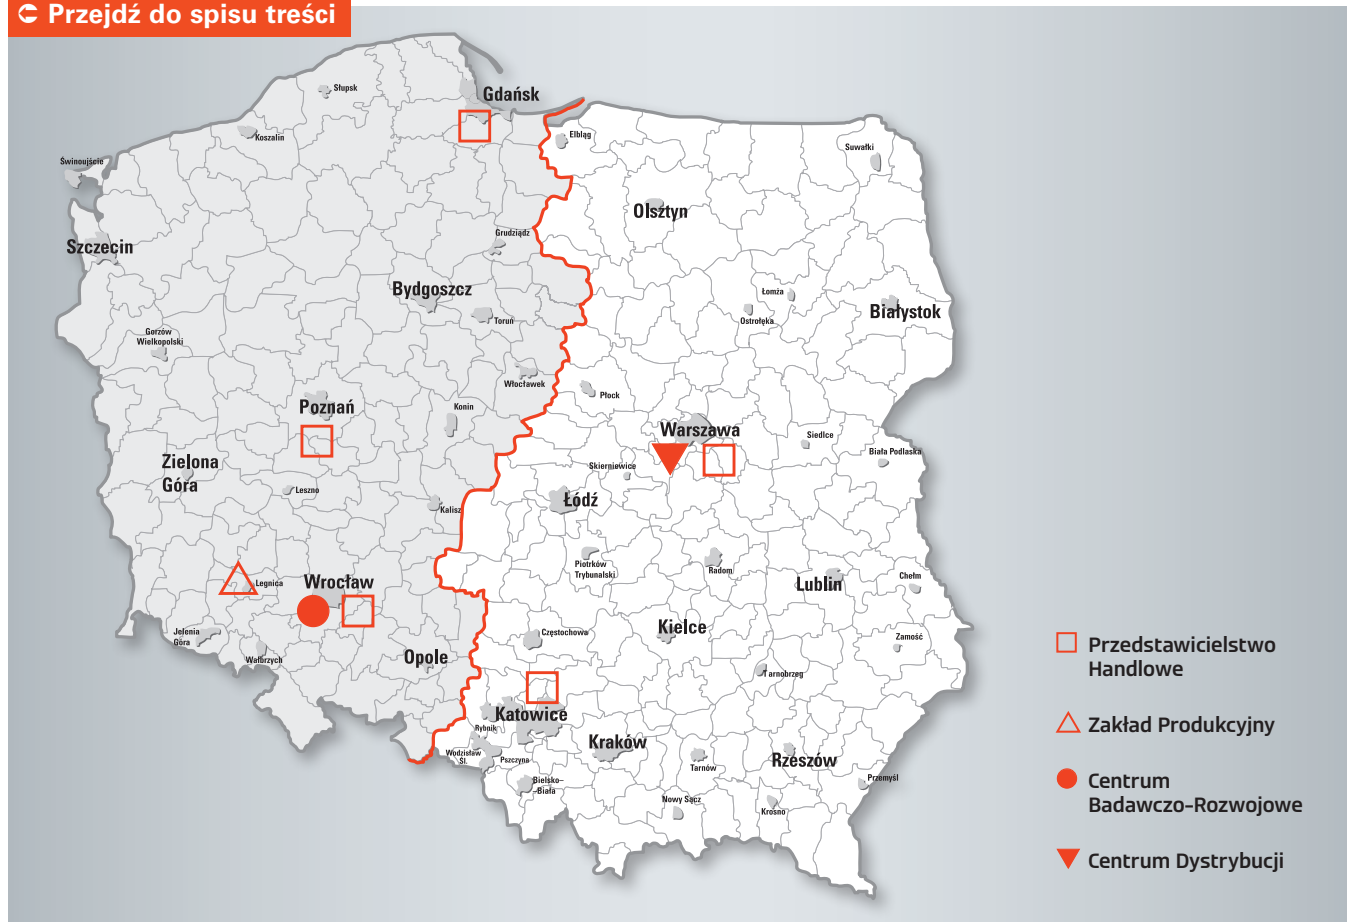 Przejdź do spisu treści
Słupsk
Gdańsk
Koszalin
Elbląg
Suwałki
Świnoujście
Olsztyn
Szczecin
Grudziądz
Bydgoszcz
Łomża
Białystok
Toruń
Ostrołęka
Gorzów
Wielkopolski
Włocławek
Płock
Poznań
Konin
Warszawa
Siedlce
Biała Podlaska
Zielona
Góra
Skierniewice
Leszno
Łódź
Kalisz
Piotrków
Trybunalski
Radom
Legnica
Wrocław
Lublin
Chełm
Jelenia
Góra
Częstochowa
Kielce
Zamość
Wałbrzych
Opole
Tarnobrzeg
Katowice
Rybnik
Kraków
Wodzisław
Śl.
Pszczyna
Tarnów
Rzeszów
Bielsko-
-Biała
Przemyśl
Nowy Sącz
Krosno
Przedstawicielstwo
Handlowe
Zakład Produkcyjny
Centrum
Badawczo-Rozwojowe
Centrum Dystrybucji